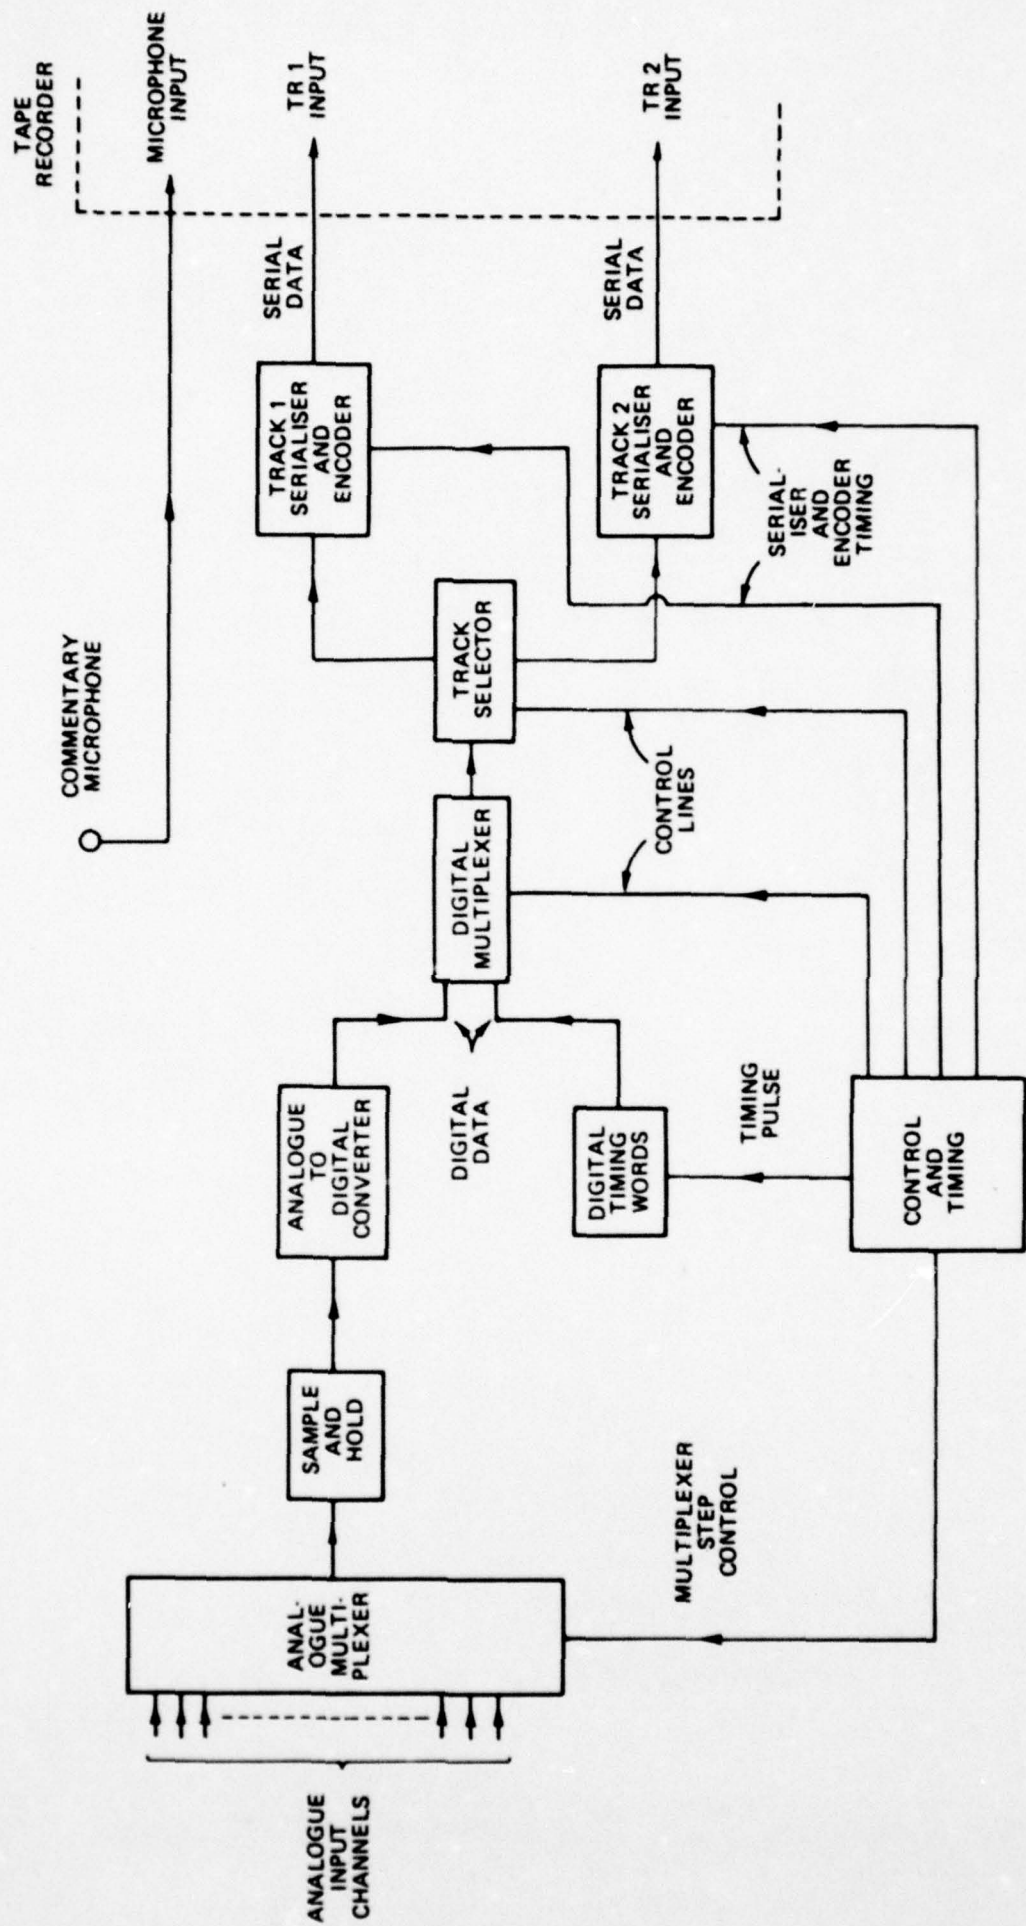 TAPE
RECORDER
COMMENTARY
MICROPHONE
MICROPHONE
INPUT
ANALOGUE
INPUT
CHANNELS
ANAL-
OGUE
MULTI-
PLEXER
SAMPLE
AND
HOLD
ANALOGUE
TO
DIGITAL
CONVERTER
DIGITAL
DATA
DIGITAL
MULTIPLEXER
TRACK
SELECTOR
TRACK 1
SERIALISER
AND
ENCODER
SERIAL
DATA
TR 1
INPUT
TRACK 2
SERIALISER
AND
ENCODER
SERIAL
DATA
TR 2
INPUT
DIGITAL
TIMING
WORDS
CONTROL
LINES
SERIAL-
ISER
AND
ENCODER
TIMING
MULTIPLEXER
STEP
CONTROL
TIMING
PULSE
CONTROL
AND
TIMING